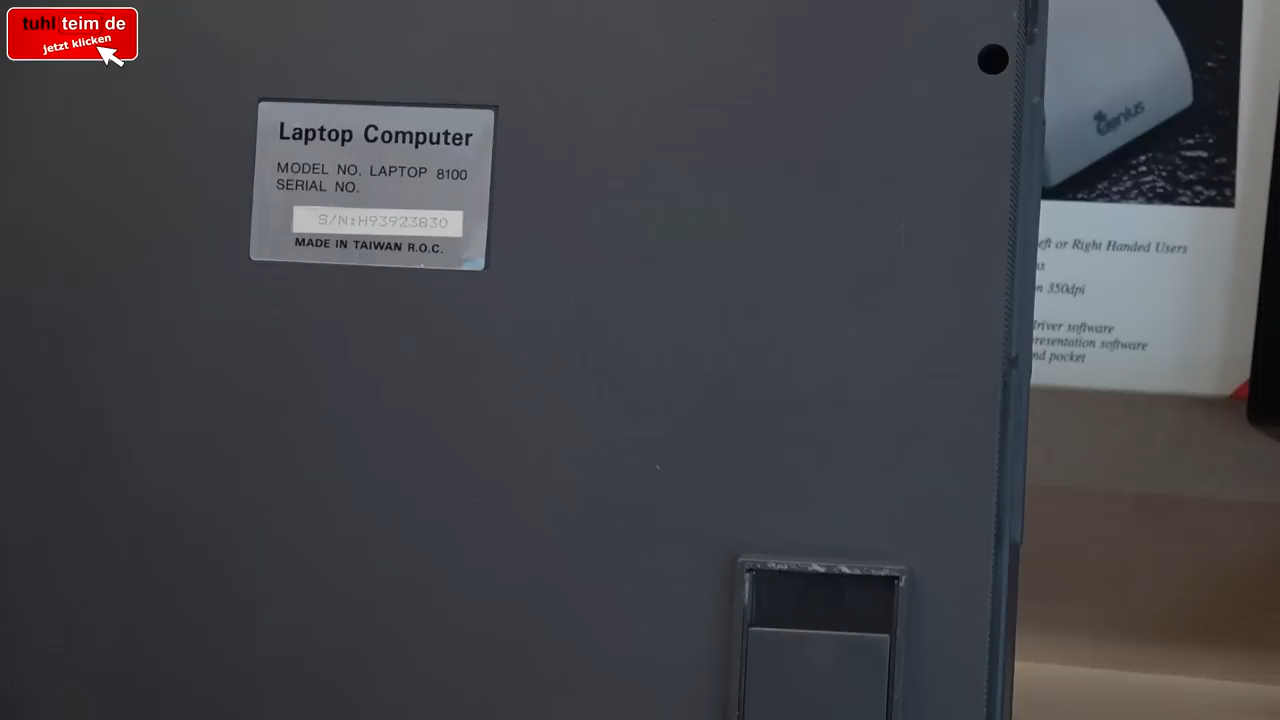 tuhl teim de
jetzt klicken
Laptop Computer
MODEL NO. LAPTOP 8100
SERIAL NO.
S/N:H93923830
MADE IN TAIWAN R.O.C.
Genius
eft or Right Handed Users
ns
n 350dpi
driver software
resentation software
nd pocket